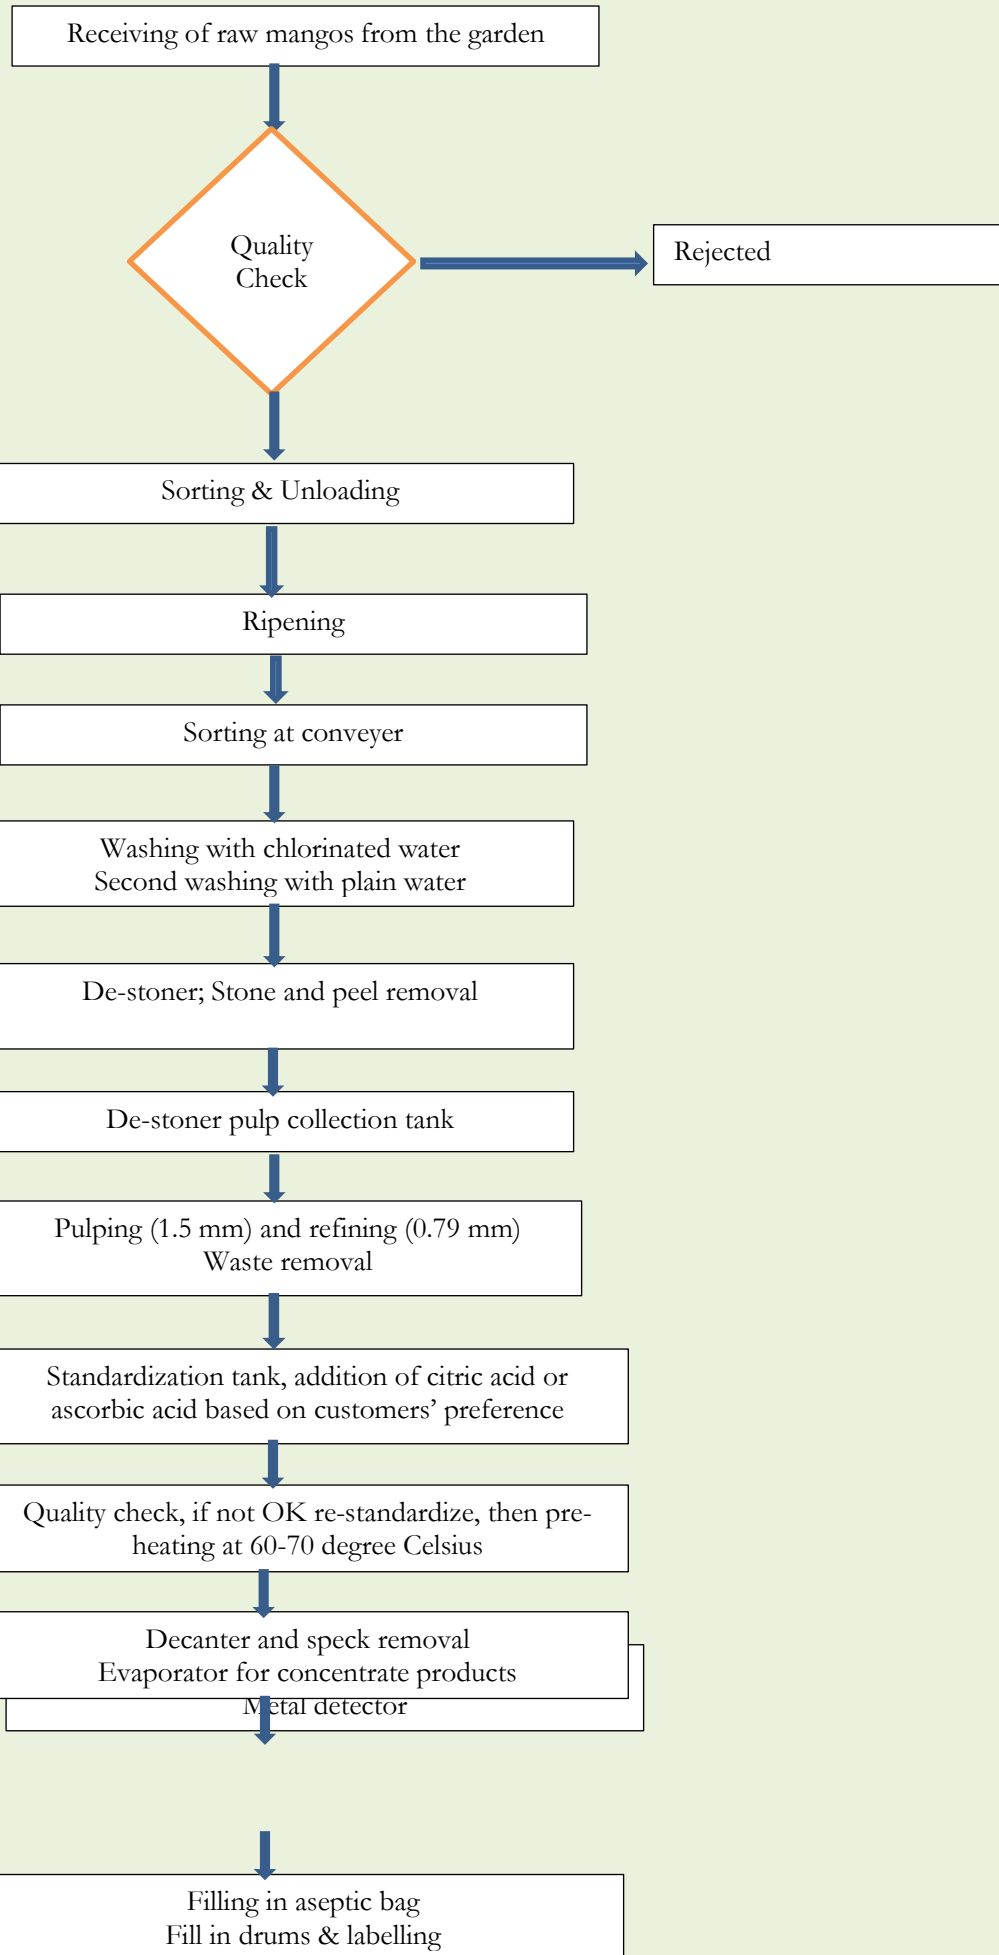 Receiving of raw mangos from the garden
Quality
Check
Rejected
Sorting & Unloading
Ripening
Sorting at conveyer
Washing with chlorinated water
Second washing with plain water
De-stoner; Stone and peel removal
De-stoner pulp collection tank
Pulping (1.5 mm) and refining (0.79 mm)
Waste removal
Standardization tank, addition of citric acid or
ascorbic acid based on customers’ preference
Quality check, if not OK re-standardize, then pre-
heating at 60-70 degree Celsius
Decanter and speck removal
Evaporator for concentrate products
Metal detector
Filling in aseptic bag
Fill in drums & labelling